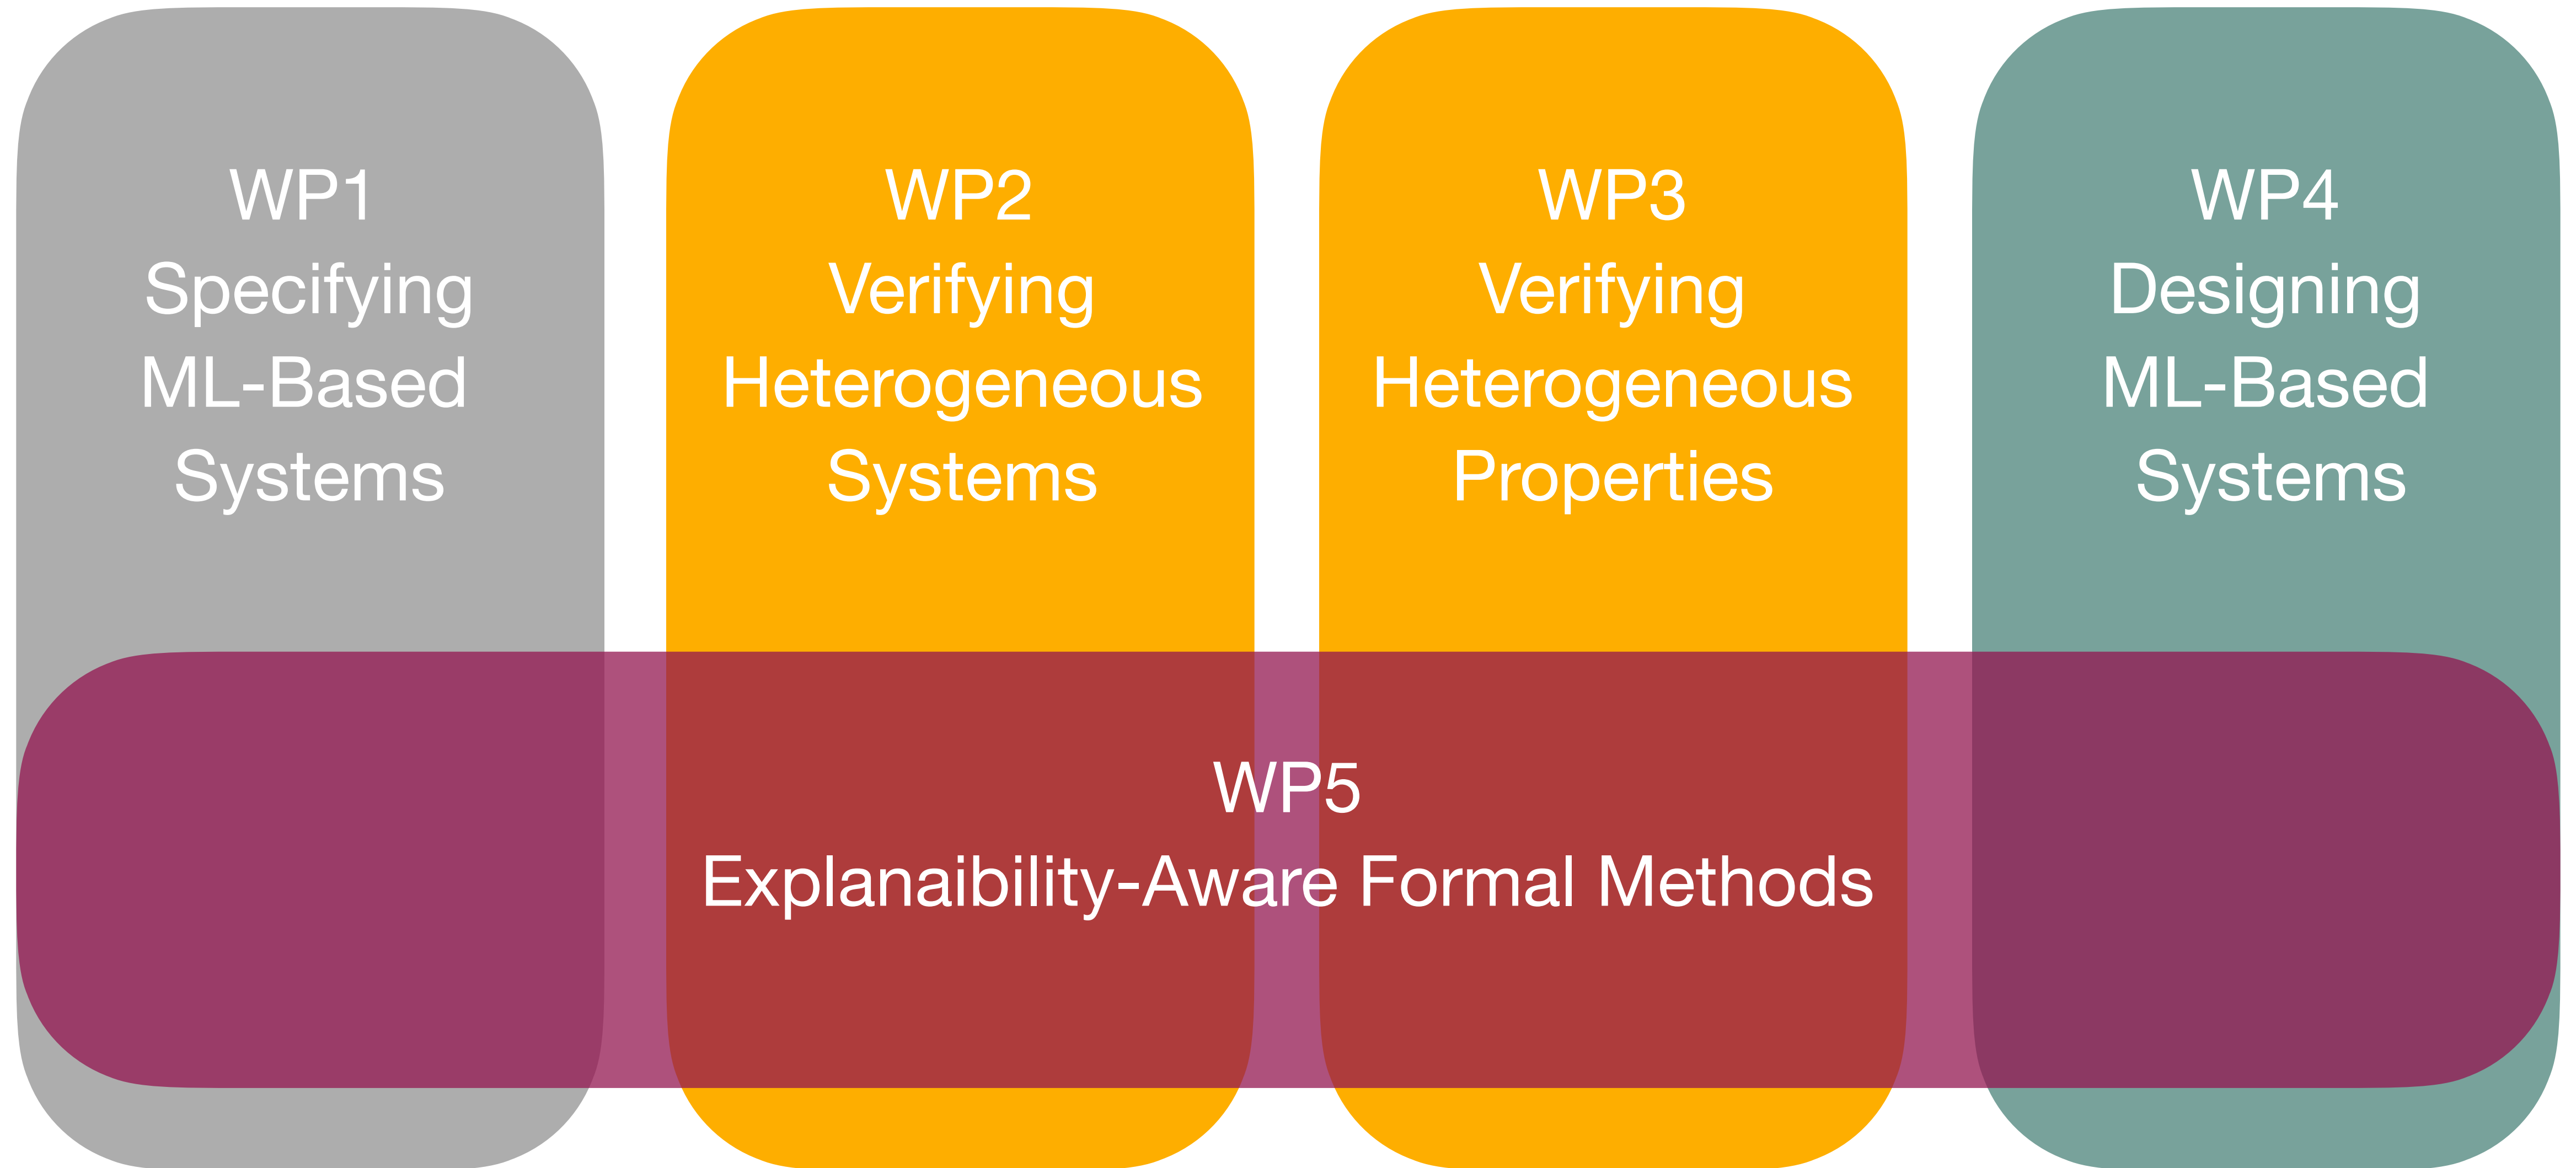 WP1
Specifying
ML-Based
Systems
WP2
Verifying
Heterogeneous
Systems
WP3
Verifying
Heterogeneous
Properties
WP4
Designing
ML-Based
Systems
WP5
Explanaibility-Aware Formal Methods